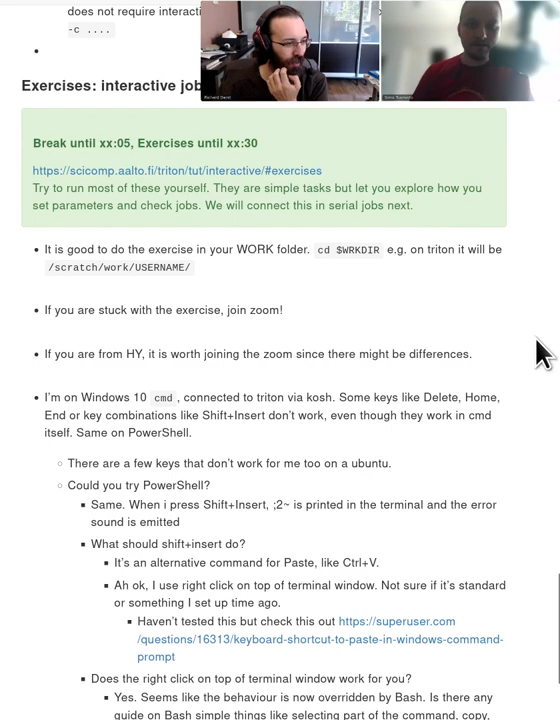 does not require interacti
-c ....
Exercises: interactive job
Break until xx:05, Exercises until xx:30
https://scicomp.aalto.fi/triton/tut/interactive/#exercises
Try to run most of these yourself. They are simple tasks but let you explore how you
set parameters and check jobs. We will connect this in serial jobs next.
It is good to do the exercise in your WORK folder. cd $WRKDIR e.g. on triton it will be
/scratch/work/USERNAME/
If you are stuck with the exercise, join zoom!
If you are from HY, it is worth joining the zoom since there might be differences.
I'm on Windows 10 cmd, connected to triton via kosh. Some keys like Delete, Home,
End or key combinations like Shift+Insert don't work, even though they work in cmd
itself. Same on PowerShell.
There are a few keys that don't work for me too on a ubuntu.
Could you try PowerShell?
Same. When i press Shift+Insert, ;2~ is printed in the terminal and the error
sound is emitted
What should shift+insert do?
It's an alternative command for Paste, like Ctrl+V.
Ah ok, I use right click on top of terminal window. Not sure if it's standard
or something I set up time ago.
Haven't tested this but check this out https://superuser.com
/questions/16313/keyboard-shortcut-to-paste-in-windows-command-
prompt
Does the right click on top of terminal window work for you?
Yes. Seems like the behaviour is now overridden by Bash. Is there any
guide on Bash simple things like selecting part of the command, copy,